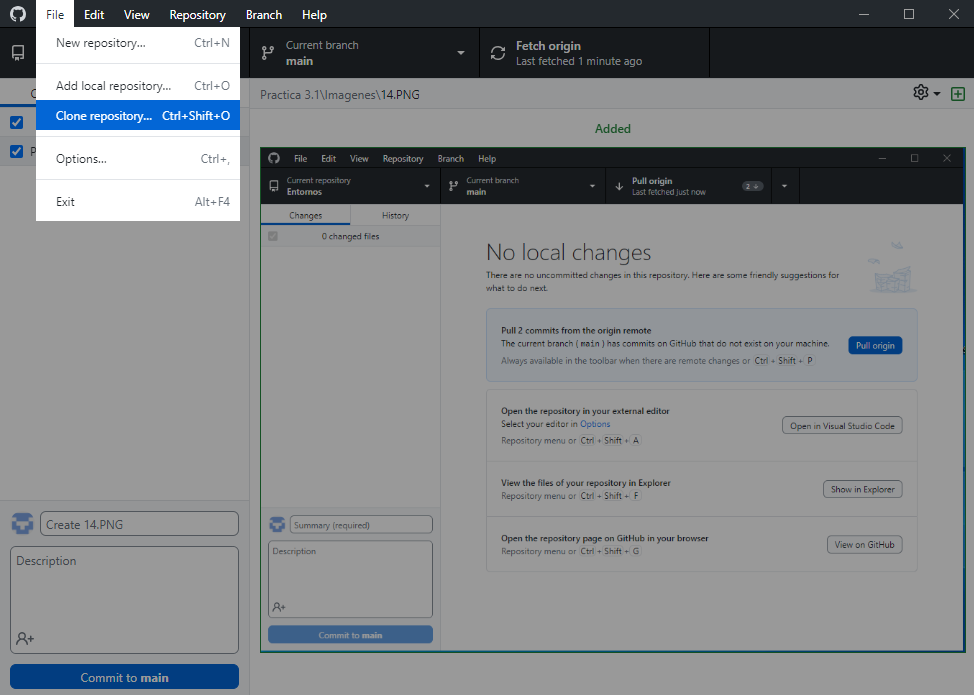 File Edit View Repository Branch Help
New repository... Ctrl+N
Add local repository... Ctrl+O
Clone repository... Ctrl+Shift+O
Options... Ctrl+,
Exit Alt+F4
Current branch
main
Fetch origin
Last fetched 1 minute ago
Practica 3.1\Imagenes\14.PNG
Added
File Edit View Repository Branch Help
Current repository
Entornos
Current branch
main
Pull origin
Last fetched just now
2
Changes History
0 changed files
No local changes
There are no uncommitted changes in this repository. Here are some friendly suggestions for
what to do next.
Pull 2 commits from the origin remote
The current branch ( main ) has commits on GitHub that do not exist on your machine.
Always available in the toolbar when there are remote changes or Ctrl + Shift + P
Pull origin
Open the repository in your external editor
Select your editor in Options
Repository menu or Ctrl + Shift + A
Open in Visual Studio Code
View the files of your repository in Explorer
Repository menu or Ctrl + Shift + F
Show in Explorer
Open the repository page on GitHub in your browser
Repository menu or Ctrl + Shift + G
View on GitHub
Summary (required)
Description
Commit to main
Create 14.PNG
Description
Commit to main